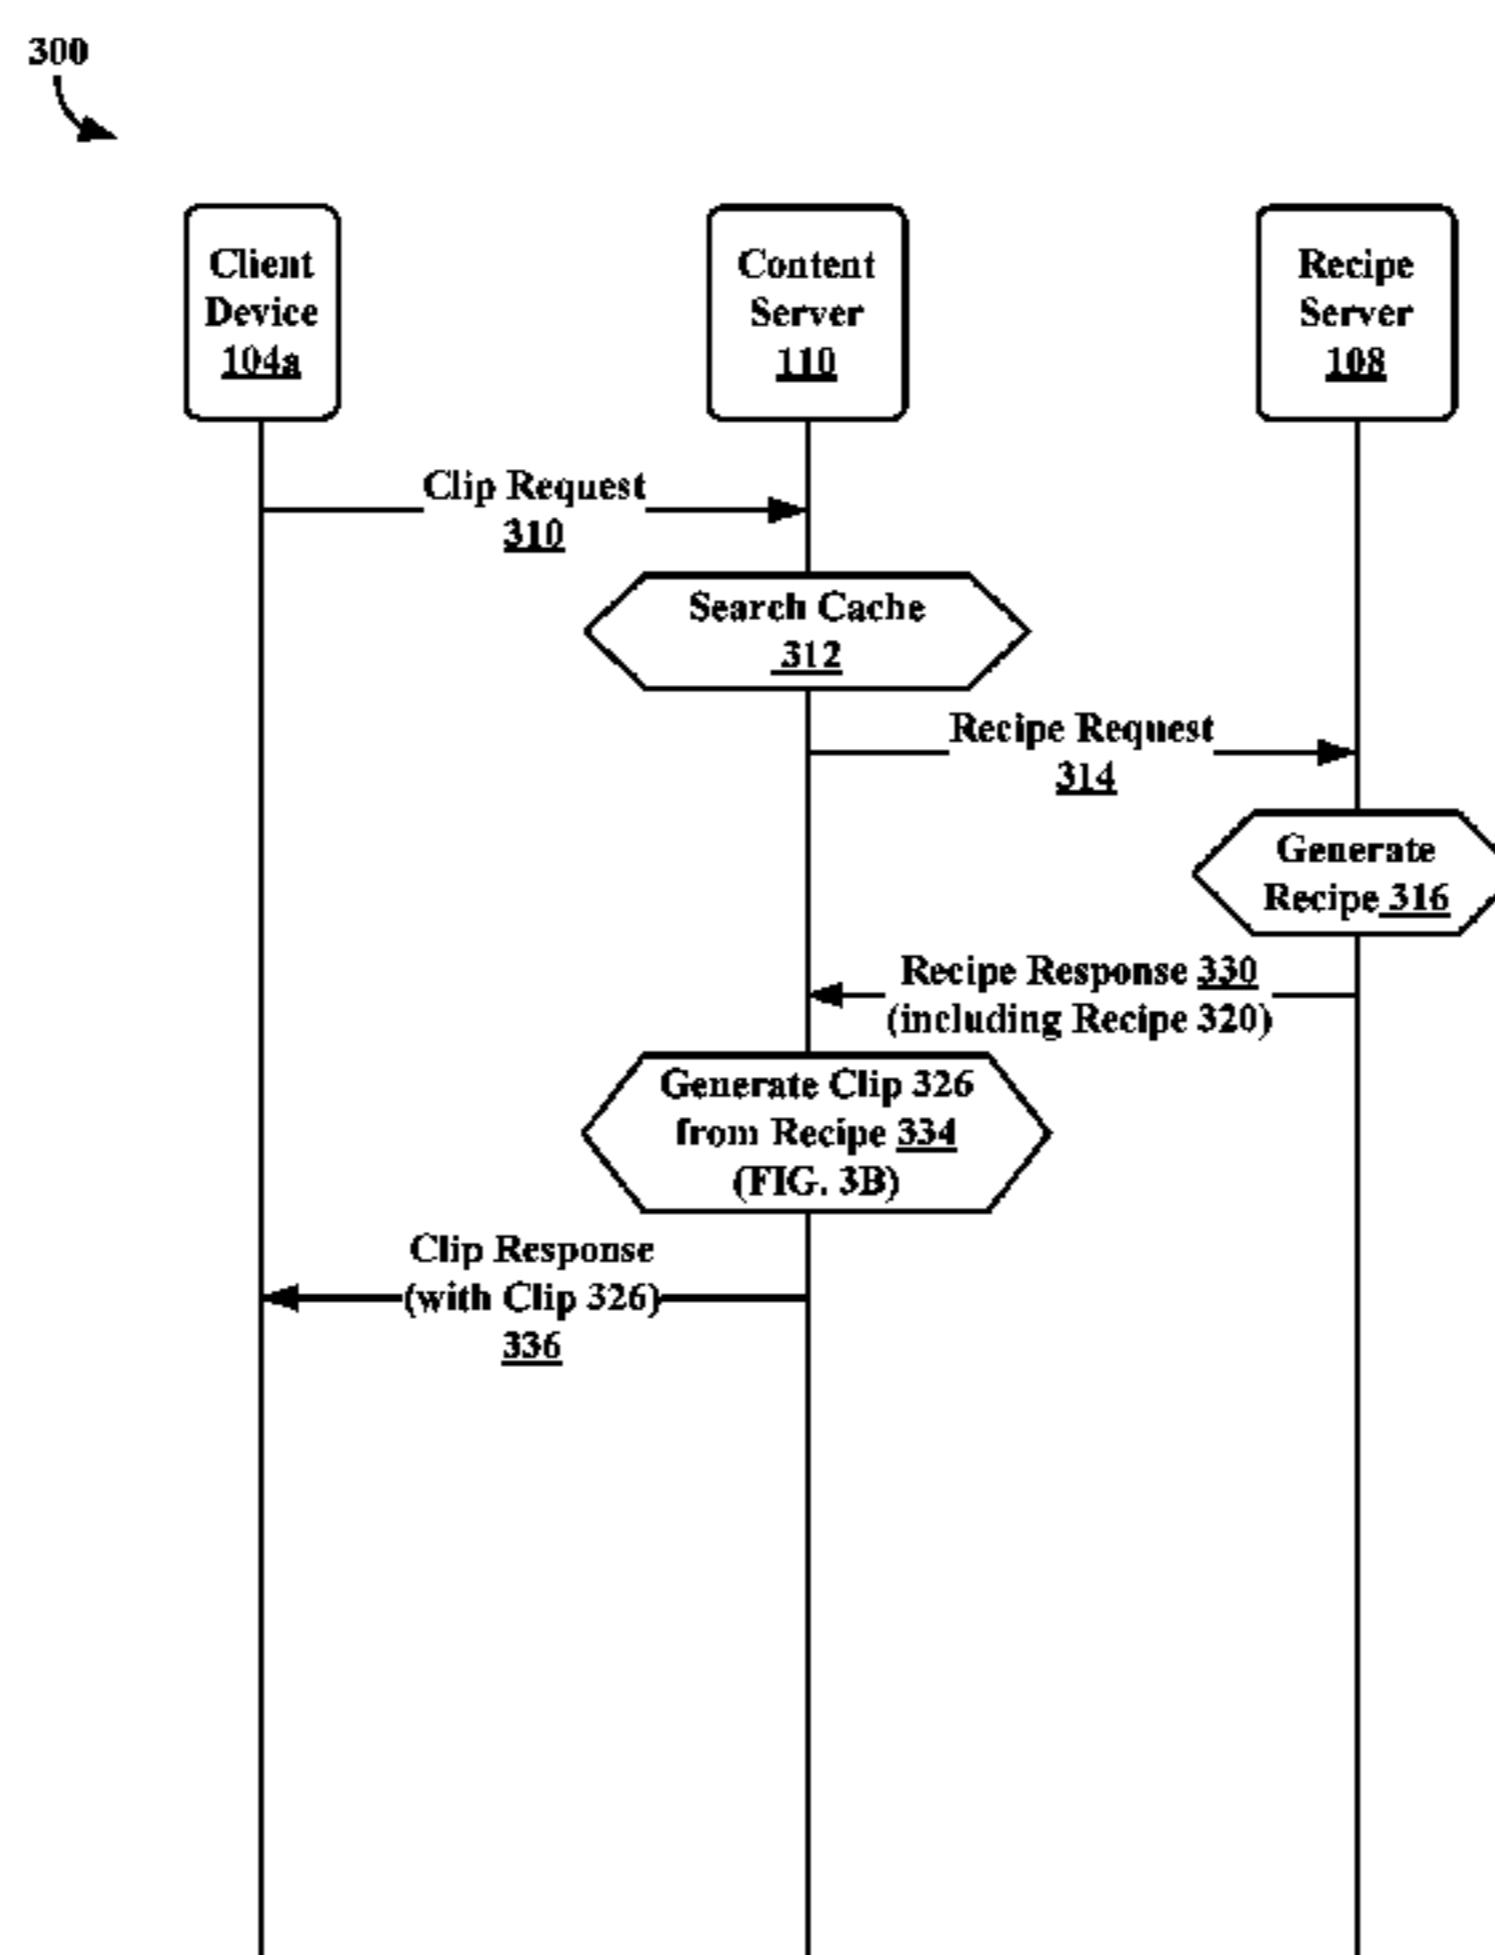 300
Client
Device
104a
Content
Server
110
Recipe
Server
108
Clip Request
310
Search Cache
312
Recipe Request
314
Generate
Recipe 316
Recipe Response 330
(including Recipe 320)
Generate Clip 326
from Recipe 334
(FIG. 3B)
Clip Response
(with Clip 326)
336